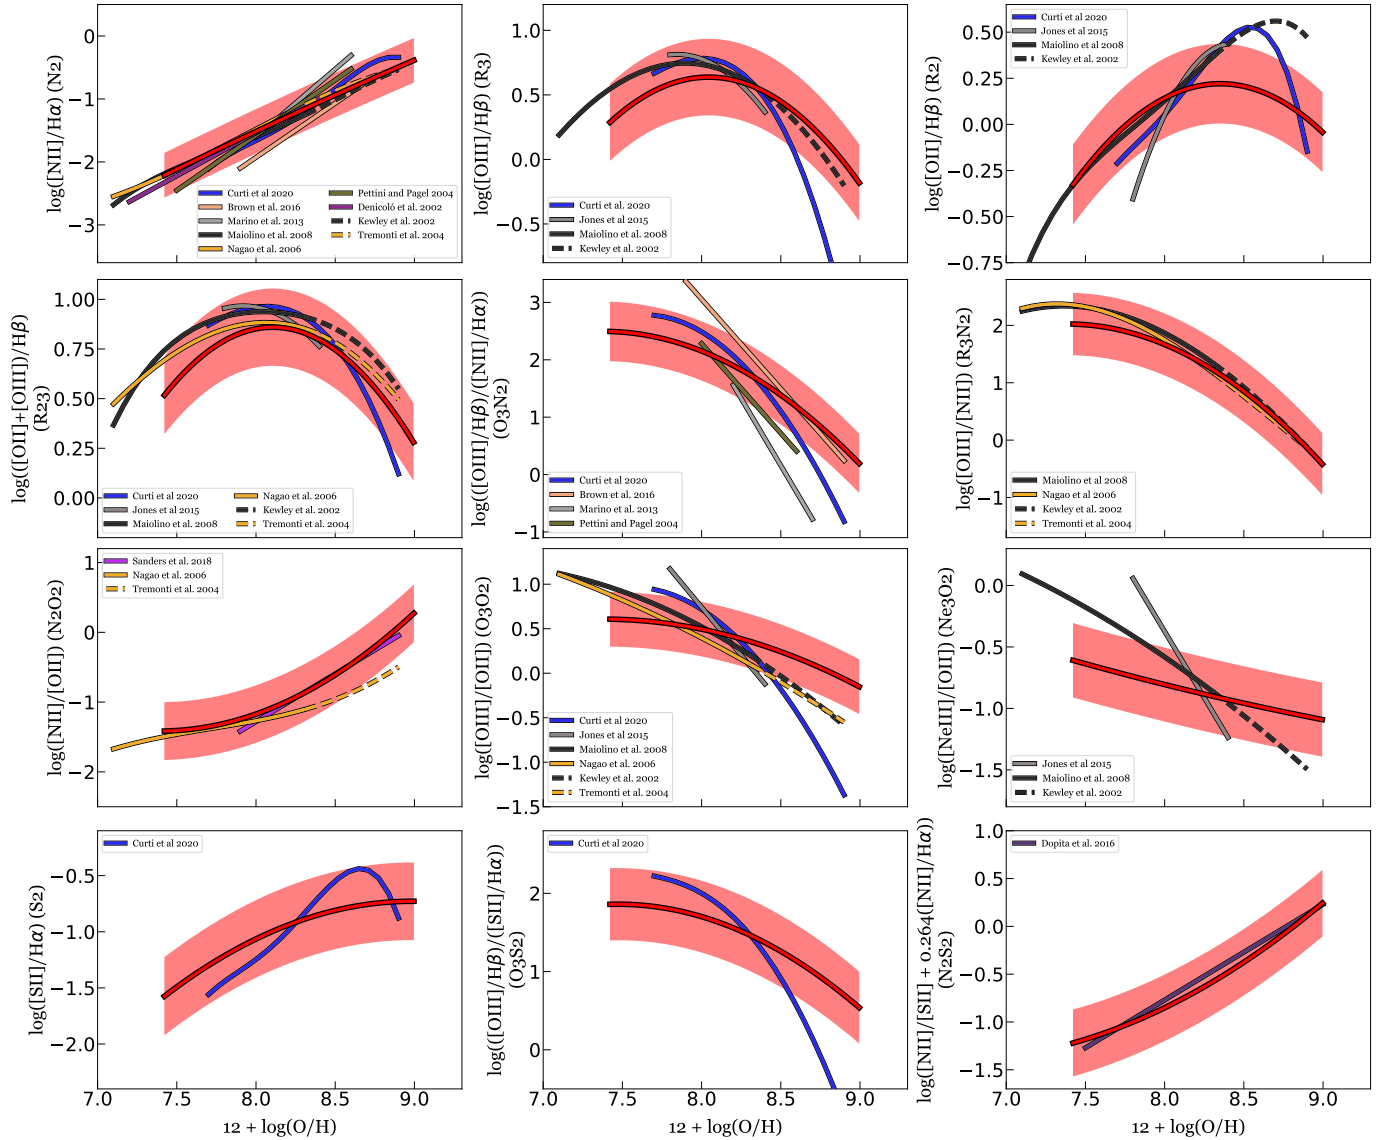 log([NII]/Hα) (N2)
0
−1
−2
−3
Curti et al 2020
Brown et al. 2016
Marino et al. 2013
Maiolino et al. 2008
Nagao et al. 2006
Pettini and Pagel 2004
Denicoló et al. 2002
Kewley et al. 2002
Tremonti et al. 2004
log([OIII]/Hβ) (R3)
1.0
0.5
0.0
−0.5
Curti et al. 2020
Jones et al 2015
Maiolino et al. 2008
Kewley et al. 2002
log([OII]/Hβ) (R2)
0.50
0.25
0.00
−0.25
−0.50
−0.75
Curti et al 2020
Jones et al 2015
Maiolino et al 2008
Kewley et al. 2002
log(([OII]+[OIII])/Hβ)
(R23)
1.00
0.75
0.50
0.25
0.00
Curti et al 2020
Jones et al 2015
Maiolino et al. 2008
Nagao et al. 2006
Kewley et al. 2002
Tremonti et al. 2004
log(([OIII]/Hβ)/([NII]/Hα))
(O3N2)
3
2
1
0
−1
Curti et al 2020
Brown et al. 2016
Marino et al. 2013
Pettini and Pagel 2004
log([OIII]/[NII]) (R3N2)
2
1
0
−1
Maiolino et al 2008
Nagao et al 2006
Kewley et al. 2002
Tremonti et al. 2004
log([NII]/[OII]) (N2O2)
1
0
−1
−2
Sanders et al. 2018
Nagao et al. 2006
Tremonti et al. 2004
log([OIII]/[OII]) (O3O2)
1.0
0.5
0.0
−0.5
−1.0
−1.5
Curti et al 2020
Jones et al 2015
Maiolino et al. 2008
Nagao et al. 2006
Kewley et al. 2002
Tremonti et al. 2004
log([NeIII]/[OII]) (Ne3O2)
0.0
−0.5
−1.0
−1.5
Jones et al 2015
Maiolino et al. 2008
Kewley et al. 2002
log([SII]/Hα) (S2)
−0.5
−1.0
−1.5
−2.0
Curti et al 2020
7.0 7.5 8.0 8.5 9.0
12 + log(O/H)
log(([OIII]/Hβ)/([SII]/Hα))
(O3S2)
2
1
0
Curti et al 2020
7.0 7.5 8.0 8.5 9.0
12 + log(O/H)
log([NII]/[SII] + 0.264([NII]/Hα))
(N2S2)
1.0
0.5
0.0
−0.5
−1.0
−1.5
Dopita et al. 2016
7.0 7.5 8.0 8.5 9.0
12 + log(O/H)